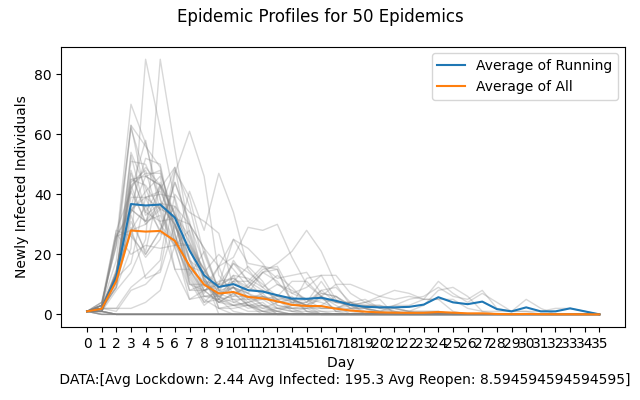 Epidemic Profiles for 50 Epidemics
Average of Running
Average of All
Newly Infected Individuals
80
60
40
20
0
0 1 2 3 4 5 6 7 8 9 10 11 12 13 14 15 16 17 18 19 20 21 22 23 24 25 26 27 28 29 30 31 32 33 34 35
Day
DATA:[Avg Lockdown: 2.44 Avg Infected: 195.3 Avg Reopen: 8.594594594594595]